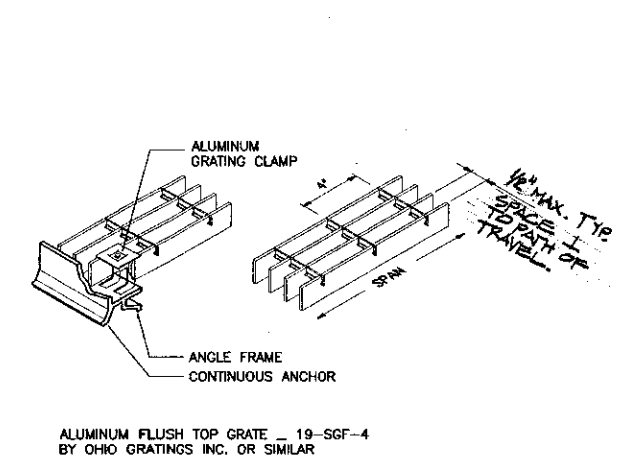 ALUMINUM
GRATING CLAMP
4"
1/2" MAX. TYP.
SPACE ⊥
TO PATH OF
TRAVEL.
SPAN
ANGLE FRAME
CONTINUOUS ANCHOR
ALUMINUM FLUSH TOP GRATE _ 19-SGF-4
BY OHIO GRATINGS INC. OR SIMILAR